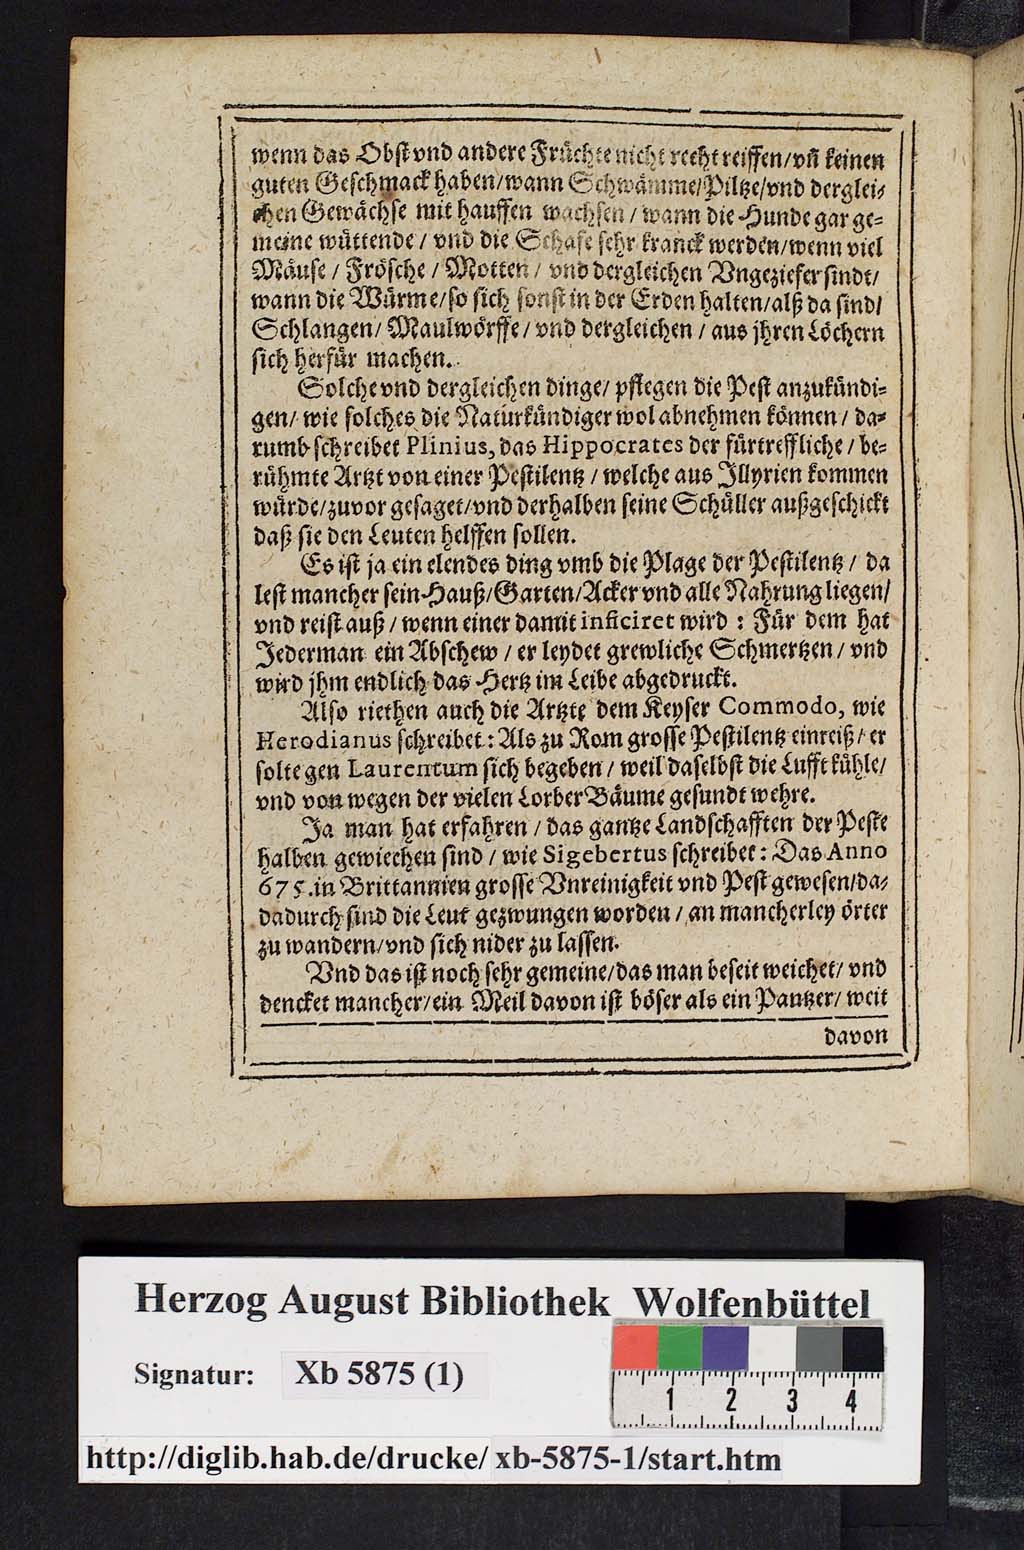 wenn das Obst vnd andere Früchte nicht recht reiffen/vñ keinen
guten Geschmack haben/wann Schwämme/Piltze/vnd derglei-
chen Gewächse mit hauffen wachsen / wann die Hunde gar ge-
meine wüttende / vnd die Schafe sehr kranck werden/wenn viel
Mäuse / Frösche / Motten / vnd dergleichen Vngeziefer sindt/
wann die Würme/so sich sonst in der Erden halten/alß da sind/
Schlangen/ Maulwörffe/ vnd dergleichen / aus jhren Löchern
sich herfür machen.
Solche vnd dergleichen dinge/ pflegen die Pest anzukündi-
gen/ wie solches die Naturkündiger wol abnehmen können / da-
rumb schreibet Plinius, das Hippocrates der fürtreffliche / be-
rühmte Artzt von einer Pestilentz / welche aus Illyrien kommen
würde/zuvor gesaget/vnd derhalben seine Schüller außgeschickt
daß sie den Leuten helffen sollen.
Es ist ja ein elendes ding vmb die Plage der Pestilentz / da
lest mancher sein Hauß/Garten/Acker vnd alle Nahrung liegen/
vnd reist auß / wenn einer damit inficiret wird : Für dem hat
Jederman ein Abschew / er leydet grewliche Schmertzen / vnd
wird jhm endlich das Hertz im Leibe abgedruckt.
Also riethen auch die Artzte dem Keyser Commodo, wie
Herodianus schreibet : Als zu Rom grosse Pestilentz einreiß / er
solte gen Laurentum sich begeben / weil daselbst die Lufft kühle/
vnd von wegen der vielen Lorber Bäume gesundt wehre.
Ja man hat erfahren / das gantze Landschafften der Peste
halben gewiechen sind / wie Sigebertus schreibet : Das Anno
675. in Brittannien grosse Vnreinigkeit vnd Pest gewesen/da-
dadurch sind die Leut gezwungen worden / an mancherley örter
zu wandern/vnd sich nider zu lassen.
Vnd das ist noch sehr gemeine/das man beseit weichet/ vnd
dencket mancher/ein Meil davon ist böser als ein Pantzer/ weit
davon
Herzog August Bibliothek Wolfenbüttel
Signatur: Xb 5875 (1)
1 2 3 4
http://diglib.hab.de/drucke/ xb-5875-1/start.htm